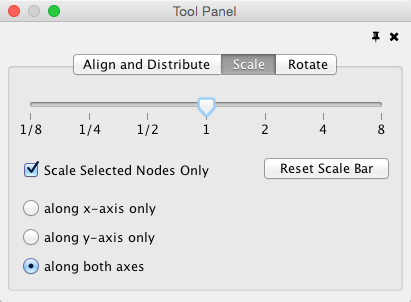 Tool Panel
Align and Distribute Scale Rotate
1/8 1/4 1/2 1 2 4 8
Scale Selected Nodes Only Reset Scale Bar
along x-axis only
along y-axis only
along both axes